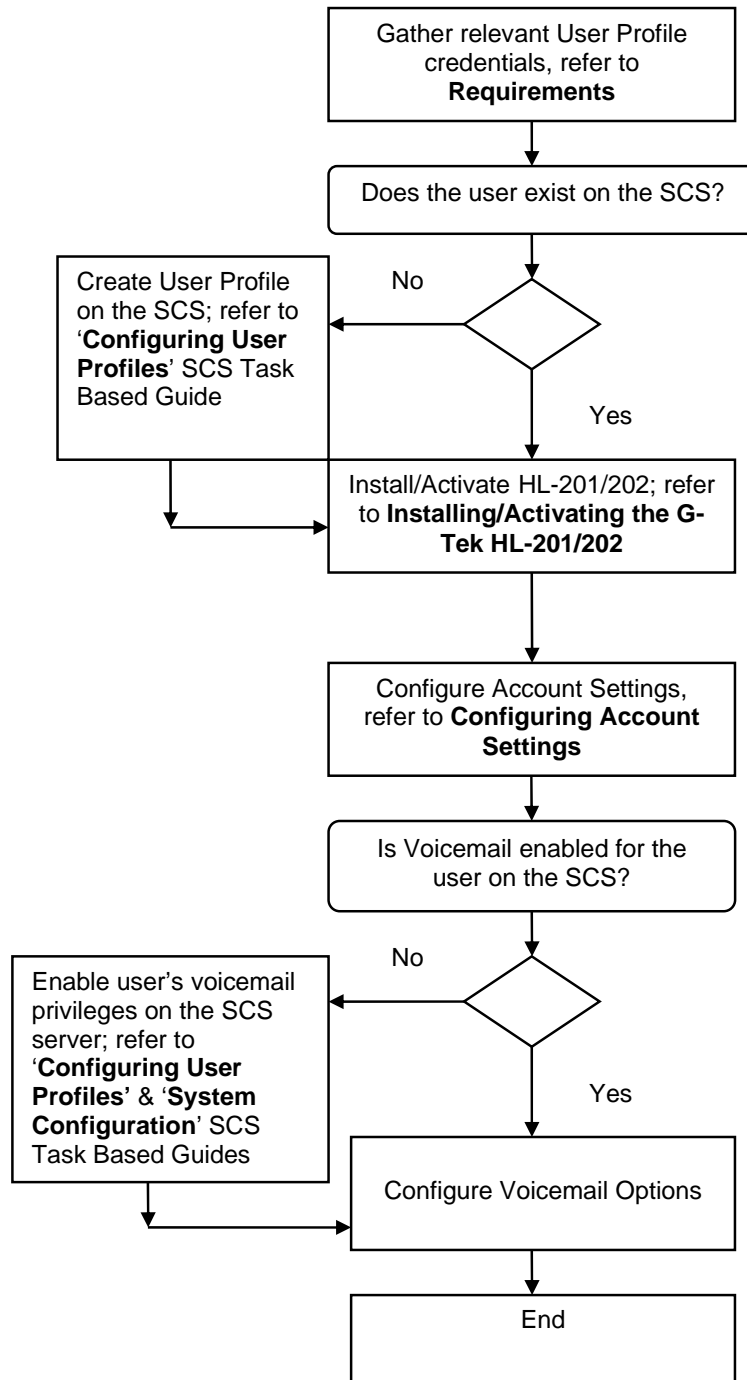 Gather relevant User Profile
credentials, refer to
Requirements
Does the user exist on the SCS?
No
Create User Profile
on the SCS; refer to
‘Configuring User
Profiles’ SCS Task
Based Guide
Yes
Install/Activate HL-201/202; refer
to Installing/Activating the G-
Tek HL-201/202
Configure Account Settings,
refer to Configuring Account
Settings
Is Voicemail enabled for the
user on the SCS?
No
Enable user’s voicemail
privileges on the SCS
server; refer to
‘Configuring User
Profiles’ & ‘System
Configuration’ SCS
Task Based Guides
Yes
Configure Voicemail Options
End